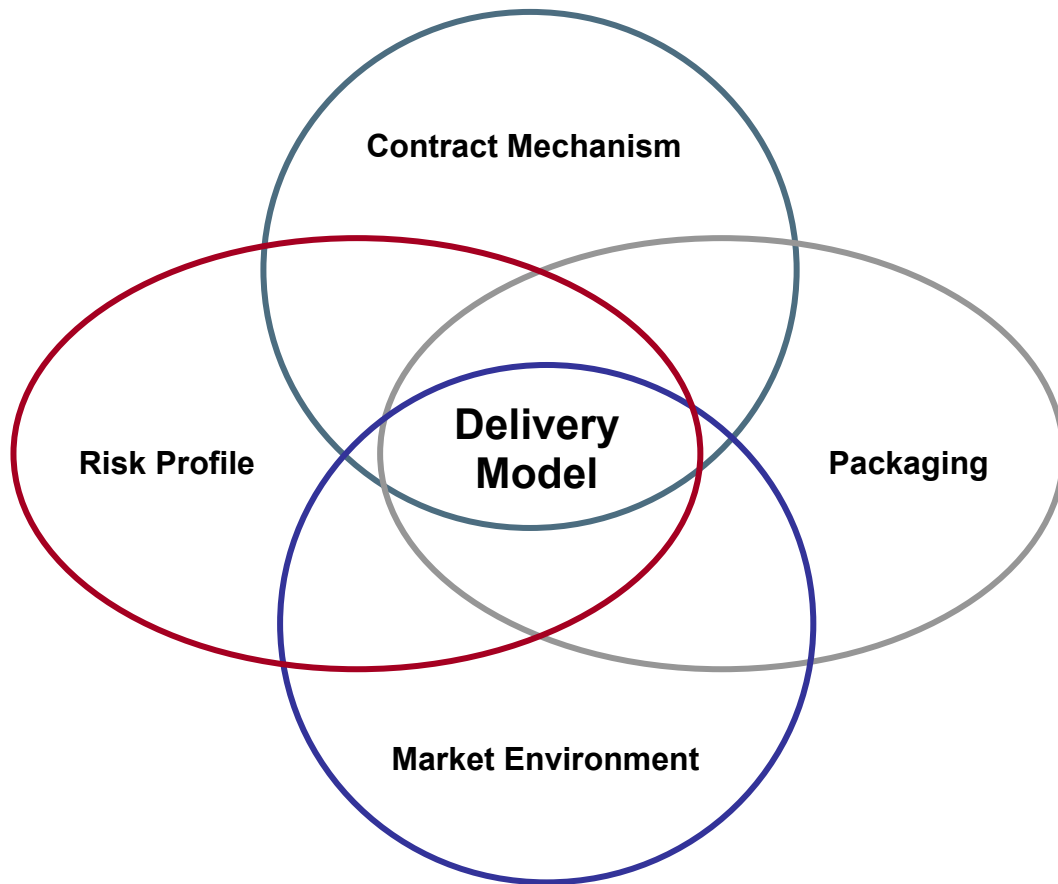 Contract Mechanism
Delivery
Model
Risk Profile
Packaging
Market Environment